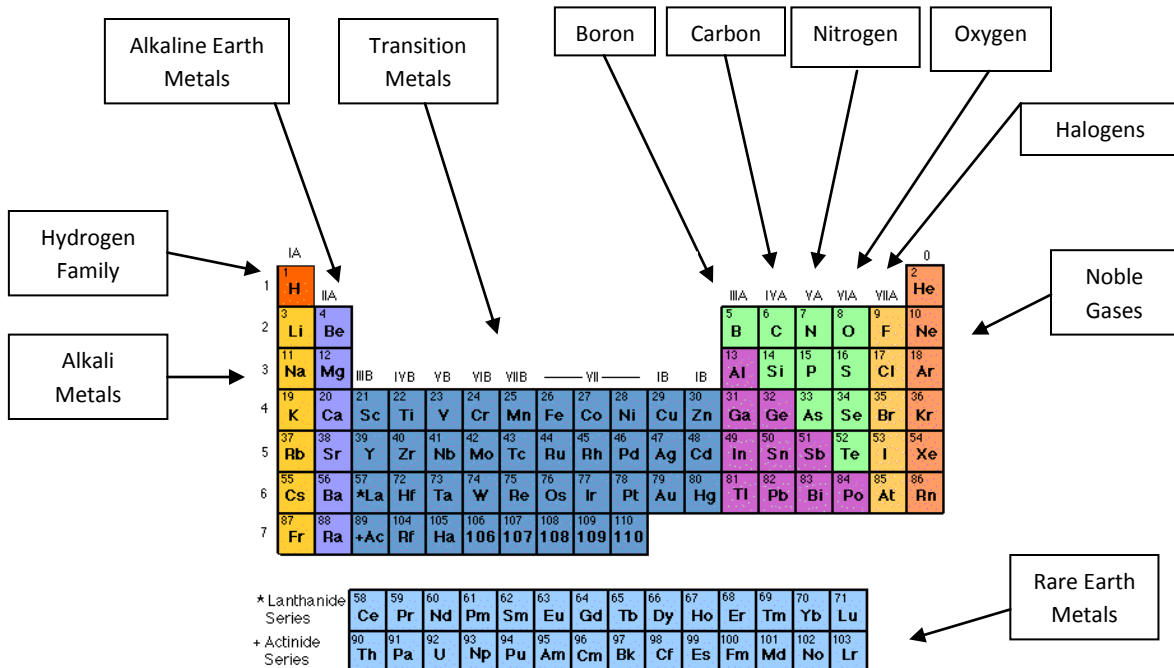 Alkaline Earth
Metals
Transition
Metals
Boron
Carbon
Nitrogen
Oxygen
Halogens
Hydrogen
Family
Noble
Gases
Alkali
Metals
Rare Earth
Metals
IA 0
1 2
1 H He
IIA IIIA IVA VA VIA VIIA
3 4 5 6 7 8 9 10
2 Li Be B C N O F Ne
11 12 13 14 15 16 17 18
3 Na Mg Al Si P S Cl Ar
IIIB IVB VB VIB VIIB VII IB IB
19 20 21 22 23 24 25 26 27 28 29 30 31 32 33 34 35 36
4 K Ca Sc Ti V Cr Mn Fe Co Ni Cu Zn Ga Ge As Se Br Kr
37 38 39 40 41 42 43 44 45 46 47 48 49 50 51 52 53 54
5 Rb Sr Y Zr Nb Mo Tc Ru Rh Pd Ag Cd In Sn Sb Te I Xe
55 56 57 72 73 74 75 76 77 78 79 80 81 82 83 84 85 86
6 Cs Ba *La Hf Ta W Re Os Ir Pt Au Hg Tl Pb Bi Po At Rn
87 88 89 104 105 106 107 108 109 110
7 Fr Ra +Ac Rf Ha 106 107 108 109 110
* Lanthanide
Series
58 59 60 61 62 63 64 65 66 67 68 69 70 71
Ce Pr Nd Pm Sm Eu Gd Tb Dy Ho Er Tm Yb Lu
+ Actinide
Series
90 91 92 93 94 95 96 97 98 99 100 101 102 103
Th Pa U Np Pu Am Cm Bk Cf Es Fm Md No Lr